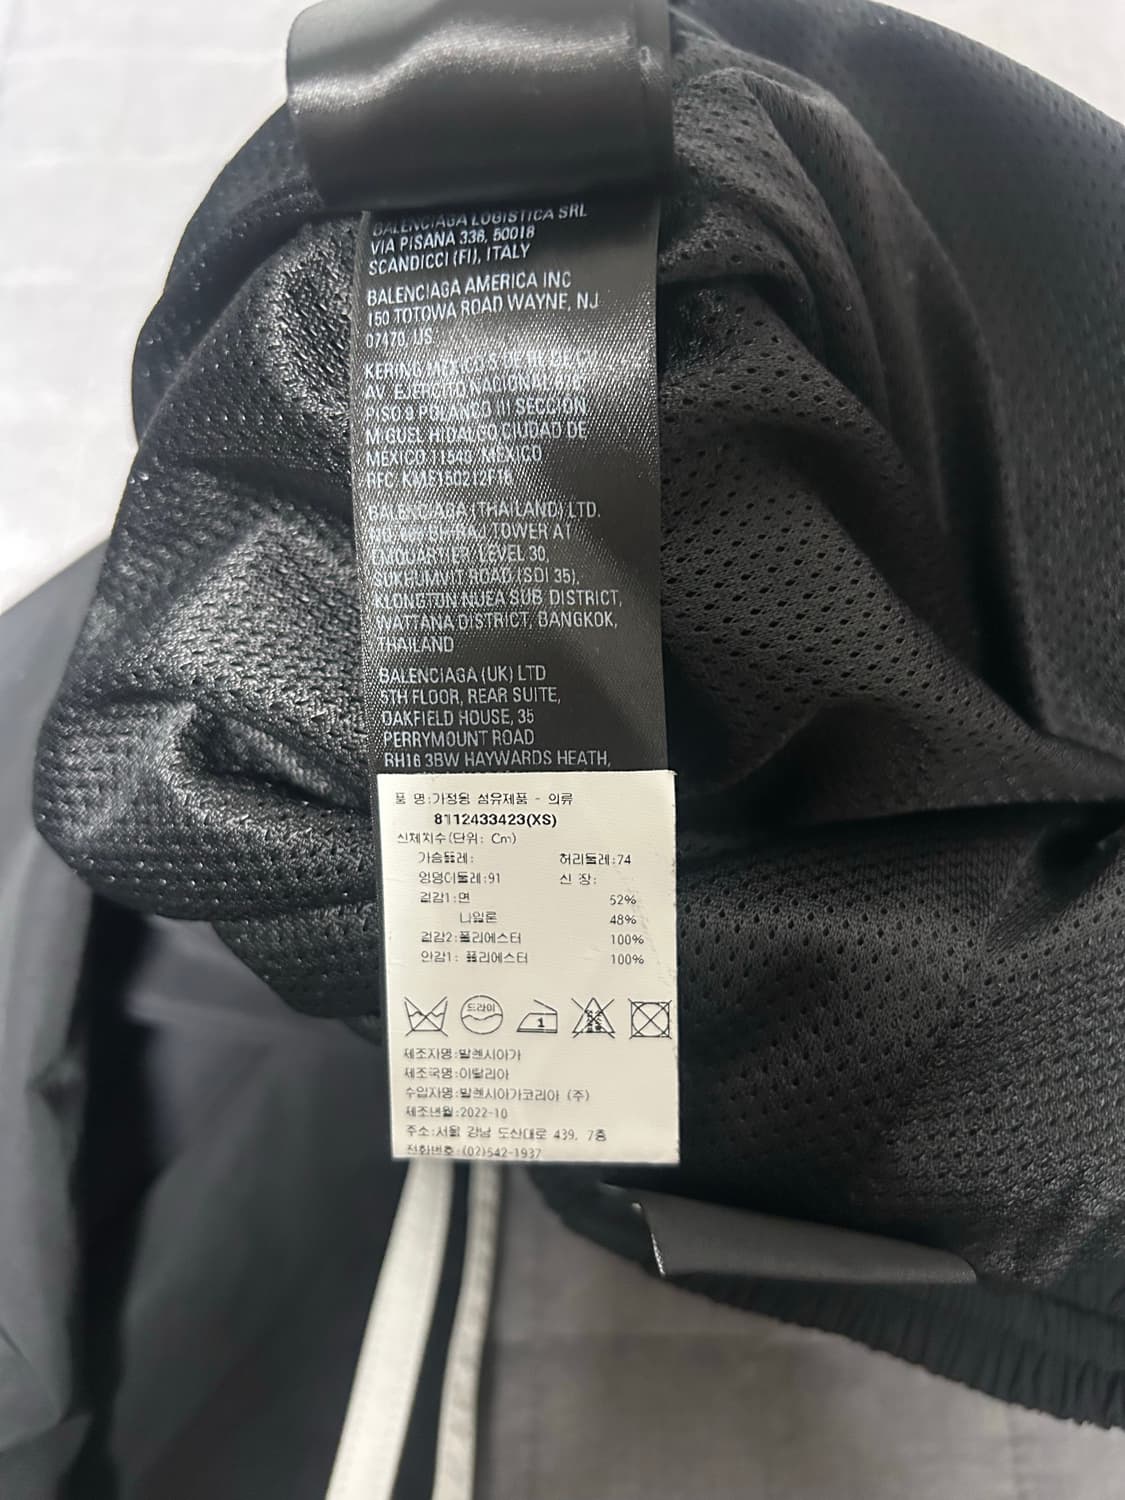 BALENCIAGA LOGISTICA SRL
VIA PISANA 336, 50018
SCANDICCI (FI), ITALY
BALENCIAGA AMERICA INC
150 TOTOWA ROAD WAYNE, NJ
07470, US
KERING MEXICO S DE RL DE CV
AV. EJERCITO NACIONAL
PISO 9 POLANCO III SECCION
MIGUEL HIDALGO CIUDAD DE
MEXICO 11540 MEXICO
RFC KME150212F16
BALENCIAGA (THAILAND) LTD.
TOWER AT
EMQUARTIER, LEVEL 30,
SUKHUMVIT ROAD (SOI 35),
KLONGTON NUEA SUB DISTRICT,
WATTANA DISTRICT, BANGKOK,
THAILAND
BALENCIAGA (UK) LTD
5TH FLOOR, REAR SUITE,
OAKFIELD HOUSE, 35
PERRYMOUNT ROAD
RH16 3BW HAYWARDS HEATH,
품 명:가정용 섬유제품 - 의류
8112433423(XS)
신체치수(단위: Cm)
가슴둘레: 허리둘레:74
엉덩이둘레:91 신 장:
겉감1:면 52%
나일론 48%
겉감2:폴리에스터 100%
안감1: 폴리에스터 100%
드라이
1
제조자명:발렌시아가
제조국명:이탈리아
수입자명:발렌시아가코리아 (주)
제조년월:2022-10
주소:서울 강남 도산대로 439, 7층
전화번호:(02)542-1937